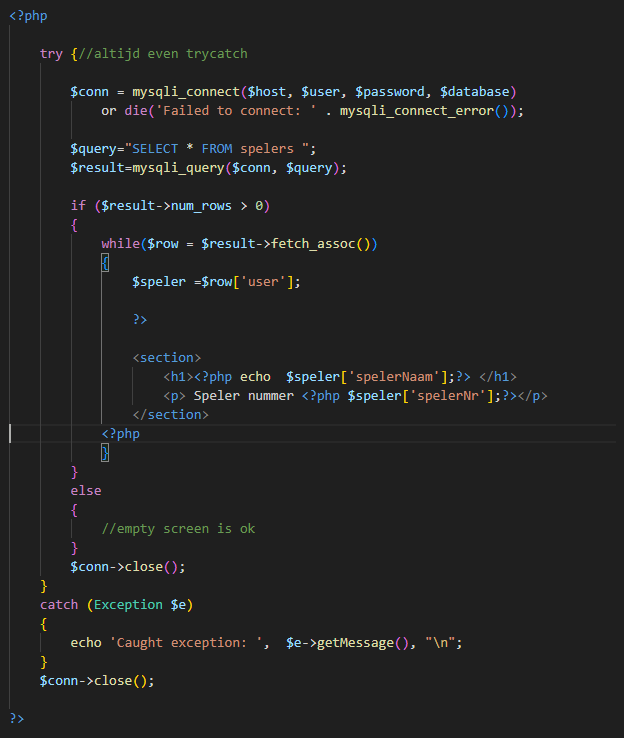 <?php
try {//altijd even trycatch
$conn = mysqli_connect($host, $user, $password, $database)
or die('Failed to connect: ' . mysqli_connect_error());
$query="SELECT * FROM spelers ";
$result=mysqli_query($conn, $query);
if ($result->num_rows > 0)
{
while($row = $result->fetch_assoc())
{
$speler =$row['user'];
?>
<section>
<h1><?php echo  $speler['spelerNaam'];?> </h1>
<p> Speler nummer <?php $speler['spelerNr'];?></p>
</section>
<?php
}
}
else
{
//empty screen is ok
}
$conn->close();
}
catch (Exception $e)
{
echo 'Caught exception: ',  $e->getMessage(), "\n";
}
$conn->close();
?>